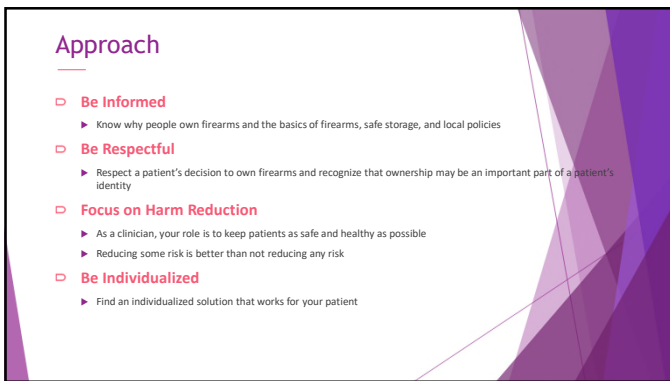 Approach
Be Informed
Know why people own firearms and the basics of firearms, safe storage, and local policies
Be Respectful
Respect a patient's decision to own firearms and recognize that ownership may be an important part of a patient's
identity
Focus on Harm Reduction
As a clinician, your role is to keep patients as safe and healthy as possible
Reducing some risk is better than not reducing any risk
Be Individualized
Find an individualized solution that works for your patient